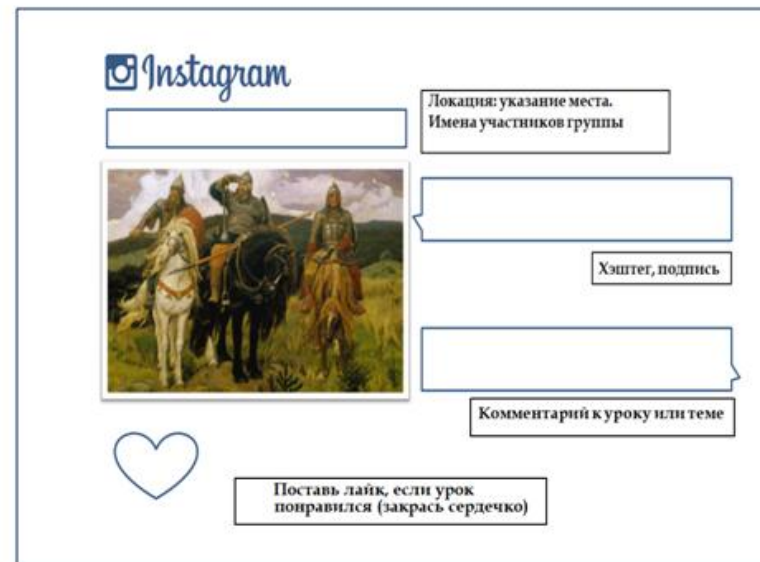 Instagram
Локация: указание места.
Имена участников группы
Хэштег, подпись
Комментарий к уроку или теме
Поставь лайк, если урок
понравился (закрась сердечко)